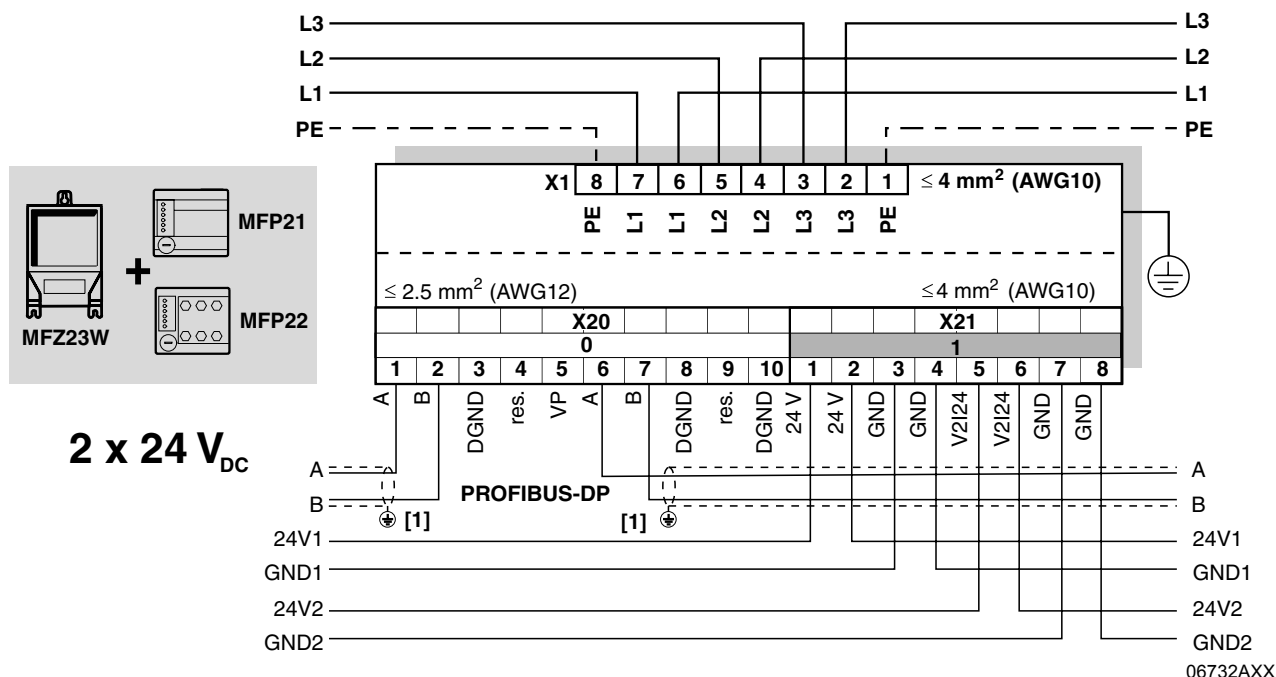 L3 L3
L2 L2
L1 L1
PE PE
X1 8 7 6 5 4 3 2 1 ≤ 4 mm² (AWG10)
PE L1 L1 L2 L2 L3 L3 PE
MFP21
+
MFP22
MFZ23W
≤ 2.5 mm² (AWG12) ≤4 mm² (AWG10)
X20 X21
0 1
1 2 3 4 5 6 7 8 9 10 1 2 3 4 5 6 7 8
A B DGND res. VP A B DGND res. DGND 24 V 24 V GND GND V2I24 V2I24 GND GND
2 x 24 VDC
A A
B PROFIBUS-DP B
[1] [1]
24V1 24V1
GND1 GND1
24V2 24V2
GND2 GND2
06732AXX